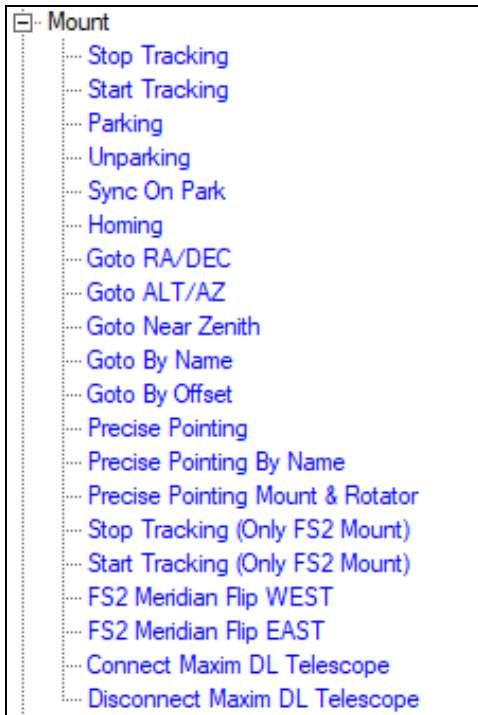 Mount
Stop Tracking
Start Tracking
Parking
Unparking
Sync On Park
Homing
Goto RA/DEC
Goto ALT/AZ
Goto Near Zenith
Goto By Name
Goto By Offset
Precise Pointing
Precise Pointing By Name
Precise Pointing Mount & Rotator
Stop Tracking (Only FS2 Mount)
Start Tracking (Only FS2 Mount)
FS2 Meridian Flip WEST
FS2 Meridian Flip EAST
Connect Maxim DL Telescope
Disconnect Maxim DL Telescope